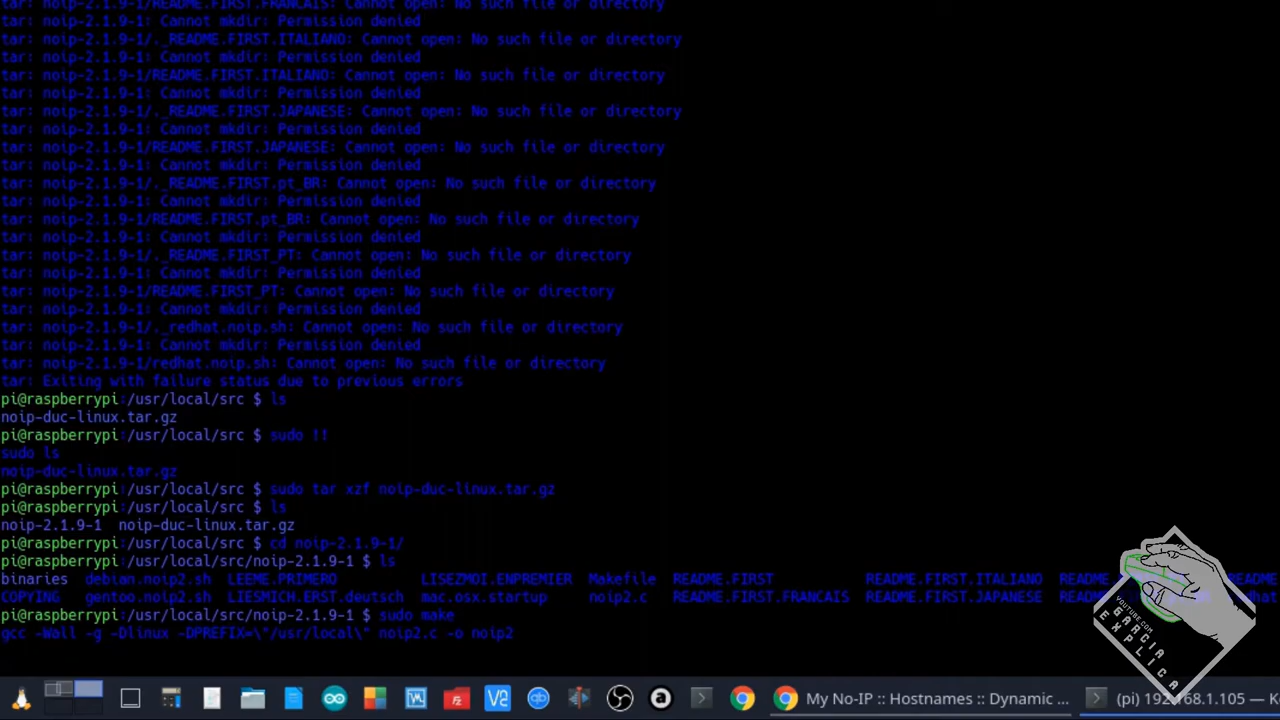 tar: noip-2.1.9-1/README.FIRST.FRANCAIS: Cannot open: No such file or directory
tar: noip-2.1.9-1: Cannot mkdir: Permission denied
tar: noip-2.1.9-1/._README.FIRST.ITALIANO: Cannot open: No such file or directory
tar: noip-2.1.9-1: Cannot mkdir: Permission denied
tar: noip-2.1.9-1/README.FIRST.ITALIANO: Cannot open: No such file or directory
tar: noip-2.1.9-1: Cannot mkdir: Permission denied
tar: noip-2.1.9-1/._README.FIRST.JAPANESE: Cannot open: No such file or directory
tar: noip-2.1.9-1: Cannot mkdir: Permission denied
tar: noip-2.1.9-1/README.FIRST.JAPANESE: Cannot open: No such file or directory
tar: noip-2.1.9-1: Cannot mkdir: Permission denied
tar: noip-2.1.9-1/._README.FIRST.pt_BR: Cannot open: No such file or directory
tar: noip-2.1.9-1: Cannot mkdir: Permission denied
tar: noip-2.1.9-1/README.FIRST.pt_BR: Cannot open: No such file or directory
tar: noip-2.1.9-1: Cannot mkdir: Permission denied
tar: noip-2.1.9-1/._README.FIRST_PT: Cannot open: No such file or directory
tar: noip-2.1.9-1: Cannot mkdir: Permission denied
tar: noip-2.1.9-1/README.FIRST_PT: Cannot open: No such file or directory
tar: noip-2.1.9-1: Cannot mkdir: Permission denied
tar: noip-2.1.9-1/._redhat.noip.sh: Cannot open: No such file or directory
tar: noip-2.1.9-1: Cannot mkdir: Permission denied
tar: noip-2.1.9-1/redhat.noip.sh: Cannot open: No such file or directory
tar: Exiting with failure status due to previous errors
pi@raspberrypi:/usr/local/src $ ls
noip-duc-linux.tar.gz
pi@raspberrypi:/usr/local/src $ sudo !!
sudo ls
noip-duc-linux.tar.gz
pi@raspberrypi:/usr/local/src $ sudo tar xzf noip-duc-linux.tar.gz
pi@raspberrypi:/usr/local/src $ ls
noip-2.1.9-1 noip-duc-linux.tar.gz
pi@raspberrypi:/usr/local/src $ cd noip-2.1.9-1/
pi@raspberrypi:/usr/local/src/noip-2.1.9-1 $ ls
binaries debian.noip2.sh LEEME.PRIMERO LISEZMOI.ENPREMIER Makefile README.FIRST README.FIRST.ITALIANO
COPYING gentoo.noip2.sh LIESMICH.ERST.deutsch mac.osx.startup noip2.c README.FIRST.FRANCAIS README.FIRST.JAPANESE
pi@raspberrypi:/usr/local/src/noip-2.1.9-1 $ sudo make
gcc -Wall -g -Dlinux -DPREFIX=\"/usr/local\" noip2.c -o noip2
YOUTUBE.COM
GARCIA
EXPLICA
My No-IP :: Hostnames :: Dynamic ...
(pi) 192.168.1.105 — K